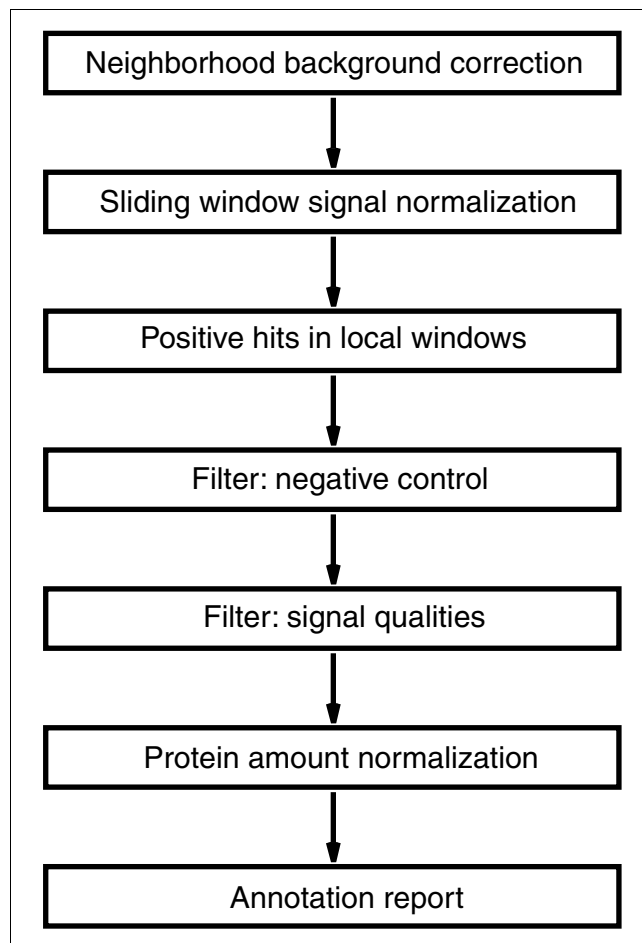 Neighborhood background correction
Sliding window signal normalization
Positive hits in local windows
Filter: negative control
Filter: signal qualities
Protein amount normalization
Annotation report